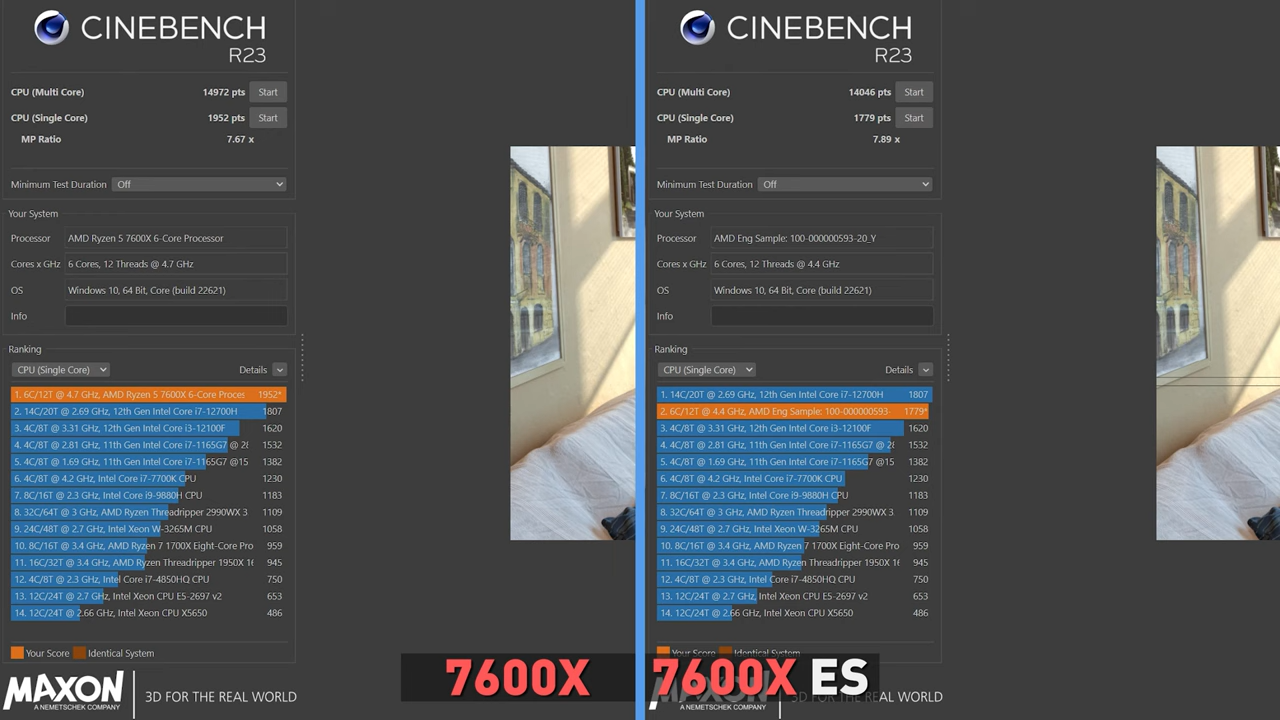 CINEBENCH
R23
CPU (Multi Core) 14972 pts Start
CPU (Single Core) 1952 pts Start
MP Ratio 7.67 x
Minimum Test Duration Off
Your System
Processor AMD Ryzen 5 7600X 6-Core Processor
Cores x GHz 6 Cores, 12 Threads @ 4.7 GHz
OS Windows 10, 64 Bit, Core (build 22621)
Info
Ranking
CPU (Single Core) Details
1. 6C/12T @ 4.7 GHz, AMD Ryzen 5 7600X 6-Core Proces 1952*
2. 14C/20T @ 2.69 GHz, 12th Gen Intel Core i7-12700H 1807
3. 4C/8T @ 3.31 GHz, 12th Gen Intel Core i3-12100F 1620
4. 4C/8T @ 2.81 GHz, 11th Gen Intel Core i7-1165G7 @ 28 1532
5. 4C/8T @ 1.69 GHz, 11th Gen Intel Core i7-1165G7 @15 1382
6. 4C/8T @ 4.2 GHz, Intel Core i7-7700K CPU 1230
7. 8C/16T @ 2.3 GHz, Intel Core i9-9880H CPU 1183
8. 32C/64T @ 3 GHz, AMD Ryzen Threadripper 2990WX 3 1109
9. 24C/48T @ 2.7 GHz, Intel Xeon W-3265M CPU 1058
10. 8C/16T @ 3.4 GHz, AMD Ryzen 7 1700X Eight-Core Pro 959
11. 16C/32T @ 3.4 GHz, AMD Ryzen Threadripper 1950X 16 945
12. 4C/8T @ 2.3 GHz, Intel Core i7-4850HQ CPU 750
13. 12C/24T @ 2.7 GHz, Intel Xeon CPU E5-2697 v2 653
14. 12C/24T @ 2.66 GHz, Intel Xeon CPU X5650 486
Your Score Identical System
MAXON
A NEMETSCHEK COMPANY
3D FOR THE REAL WORLD
7600X
CINEBENCH
R23
CPU (Multi Core) 14046 pts Start
CPU (Single Core) 1779 pts Start
MP Ratio 7.89 x
Minimum Test Duration Off
Your System
Processor AMD Eng Sample: 100-000000593-20_Y
Cores x GHz 6 Cores, 12 Threads @ 4.4 GHz
OS Windows 10, 64 Bit, Core (build 22621)
Info
Ranking
CPU (Single Core) Details
1. 14C/20T @ 2.69 GHz, 12th Gen Intel Core i7-12700H 1807
2. 6C/12T @ 4.4 GHz, AMD Eng Sample: 100-000000593- 1779*
3. 4C/8T @ 3.31 GHz, 12th Gen Intel Core i3-12100F 1620
4. 4C/8T @ 2.81 GHz, 11th Gen Intel Core i7-1165G7 @ 28 1532
5. 4C/8T @ 1.69 GHz, 11th Gen Intel Core i7-1165G7 @15 1382
6. 4C/8T @ 4.2 GHz, Intel Core i7-7700K CPU 1230
7. 8C/16T @ 2.3 GHz, Intel Core i9-9880H CPU 1183
8. 32C/64T @ 3 GHz, AMD Ryzen Threadripper 2990WX 3 1109
9. 24C/48T @ 2.7 GHz, Intel Xeon W-3265M CPU 1058
10. 8C/16T @ 3.4 GHz, AMD Ryzen 7 1700X Eight-Core Pro 959
11. 16C/32T @ 3.4 GHz, AMD Ryzen Threadripper 1950X 16 945
12. 4C/8T @ 2.3 GHz, Intel Core i7-4850HQ CPU 750
13. 12C/24T @ 2.7 GHz, Intel Xeon CPU E5-2697 v2 653
14. 12C/24T @ 2.66 GHz, Intel Xeon CPU X5650 486
Your Score Identical System
7600X ES
MAXON
A NEMETSCHEK COMPANY
3D FOR THE REAL WORLD